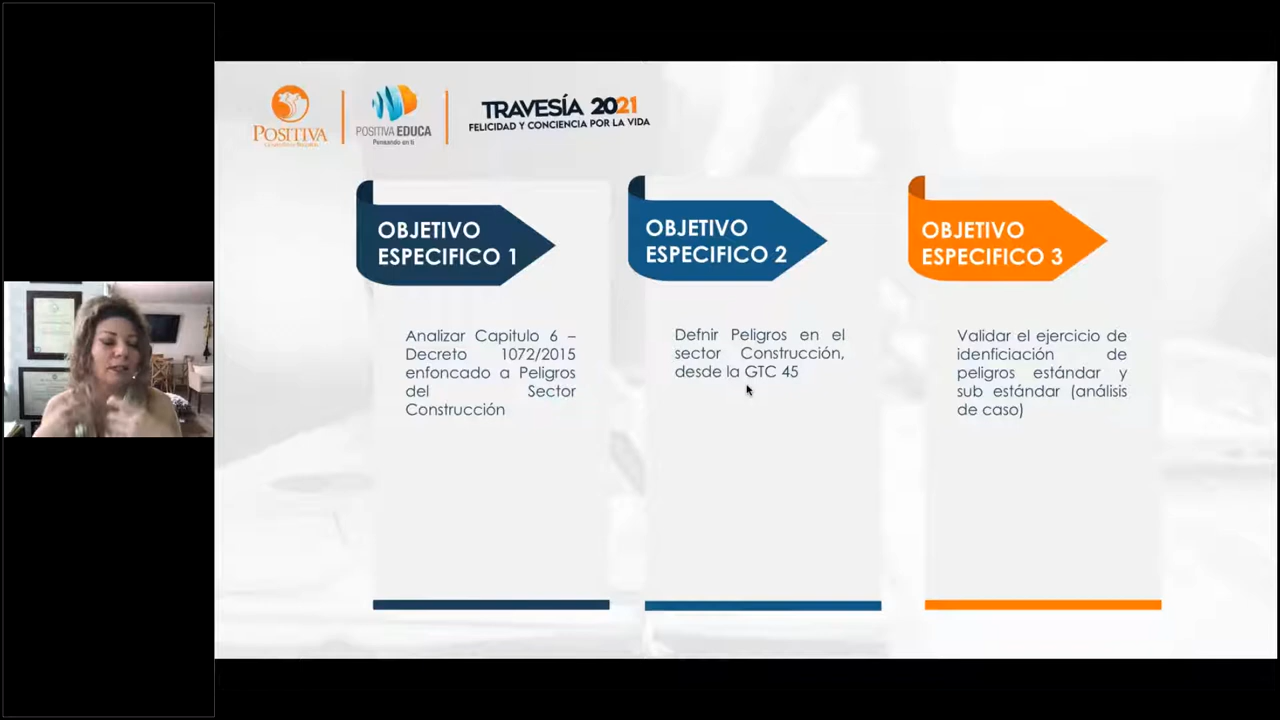 POSITIVA
POSITIVA EDUCA
Pensando en ti
TRAVESÍA 2021
FELICIDAD Y CONCIENCIA POR LA VIDA
OBJETIVO
ESPECIFICO 1
Analizar Capitulo 6 –
Decreto 1072/2015
enfoncado a Peligros
del Sector
Construcción
OBJETIVO
ESPECIFICO 2
Defnir Peligros en el
sector Construcción,
desde la GTC 45
OBJETIVO
ESPECIFICO 3
Validar el ejercicio de
idenficiación de
peligros estándar y
sub estándar (análisis
de caso)